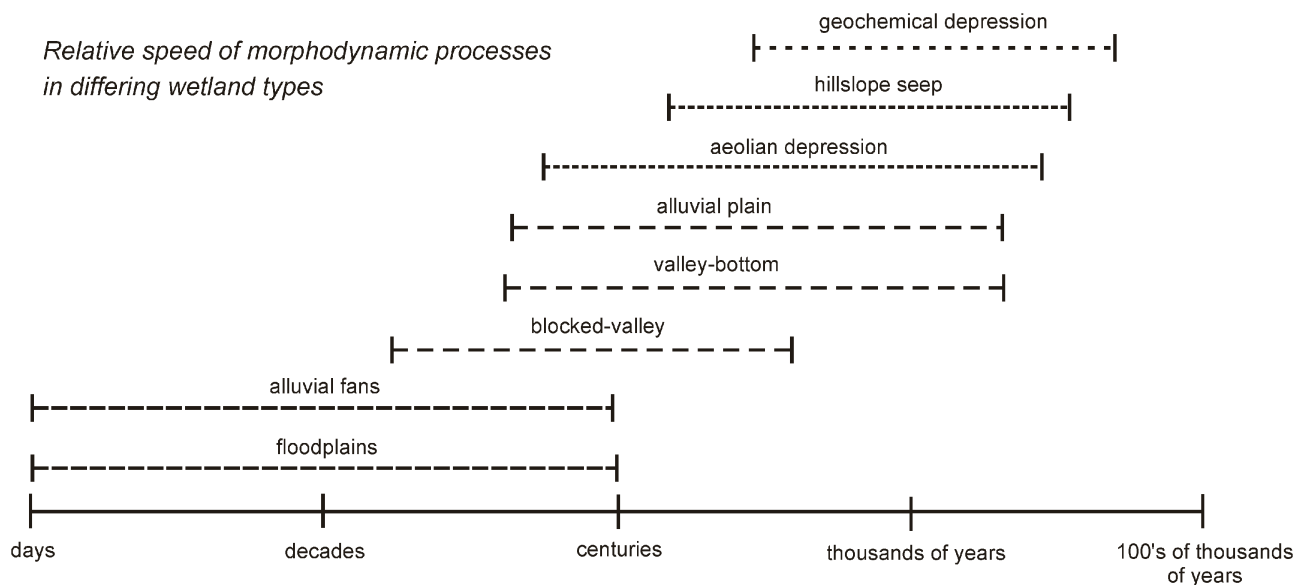 Relative speed of morphodynamic processes
in differing wetland types
geochemical depression
hillslope seep
aeolian depression
alluvial plain
valley-bottom
blocked-valley
alluvial fans
floodplains
days
decades
centuries
thousands of years
100's of thousands
of years